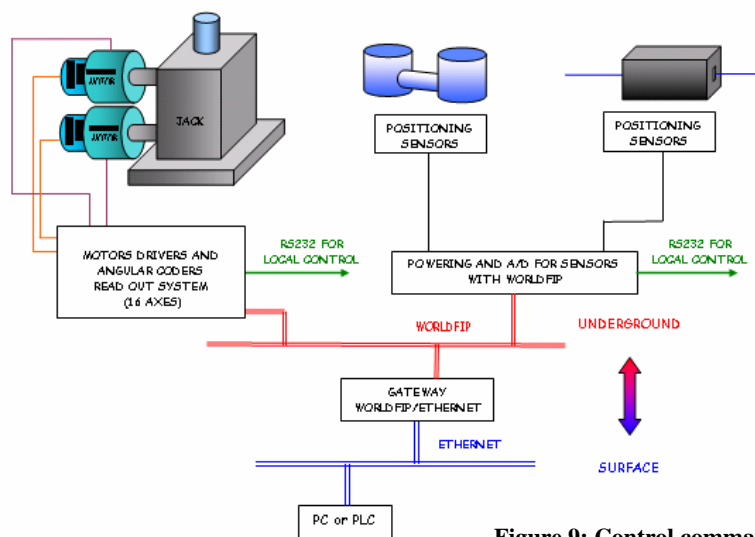 MOTOR
MOTOR
JACK
POSITIONING
SENSORS
POSITIONING
SENSORS
MOTORS DRIVERS AND
ANGULAR CODERS
READ OUT SYSTEM
(16 AXES)
RS232 FOR
LOCAL CONTROL
POWERING AND A/D FOR SENSORS
WITH WORLDFIP
RS232 FOR
LOCAL CONTROL
WORLDFIP
UNDERGROUND
GATEWAY
WORLDFIP/ETHERNET
ETHERNET
SURFACE
PC or PLC
Figure 9: Control comma